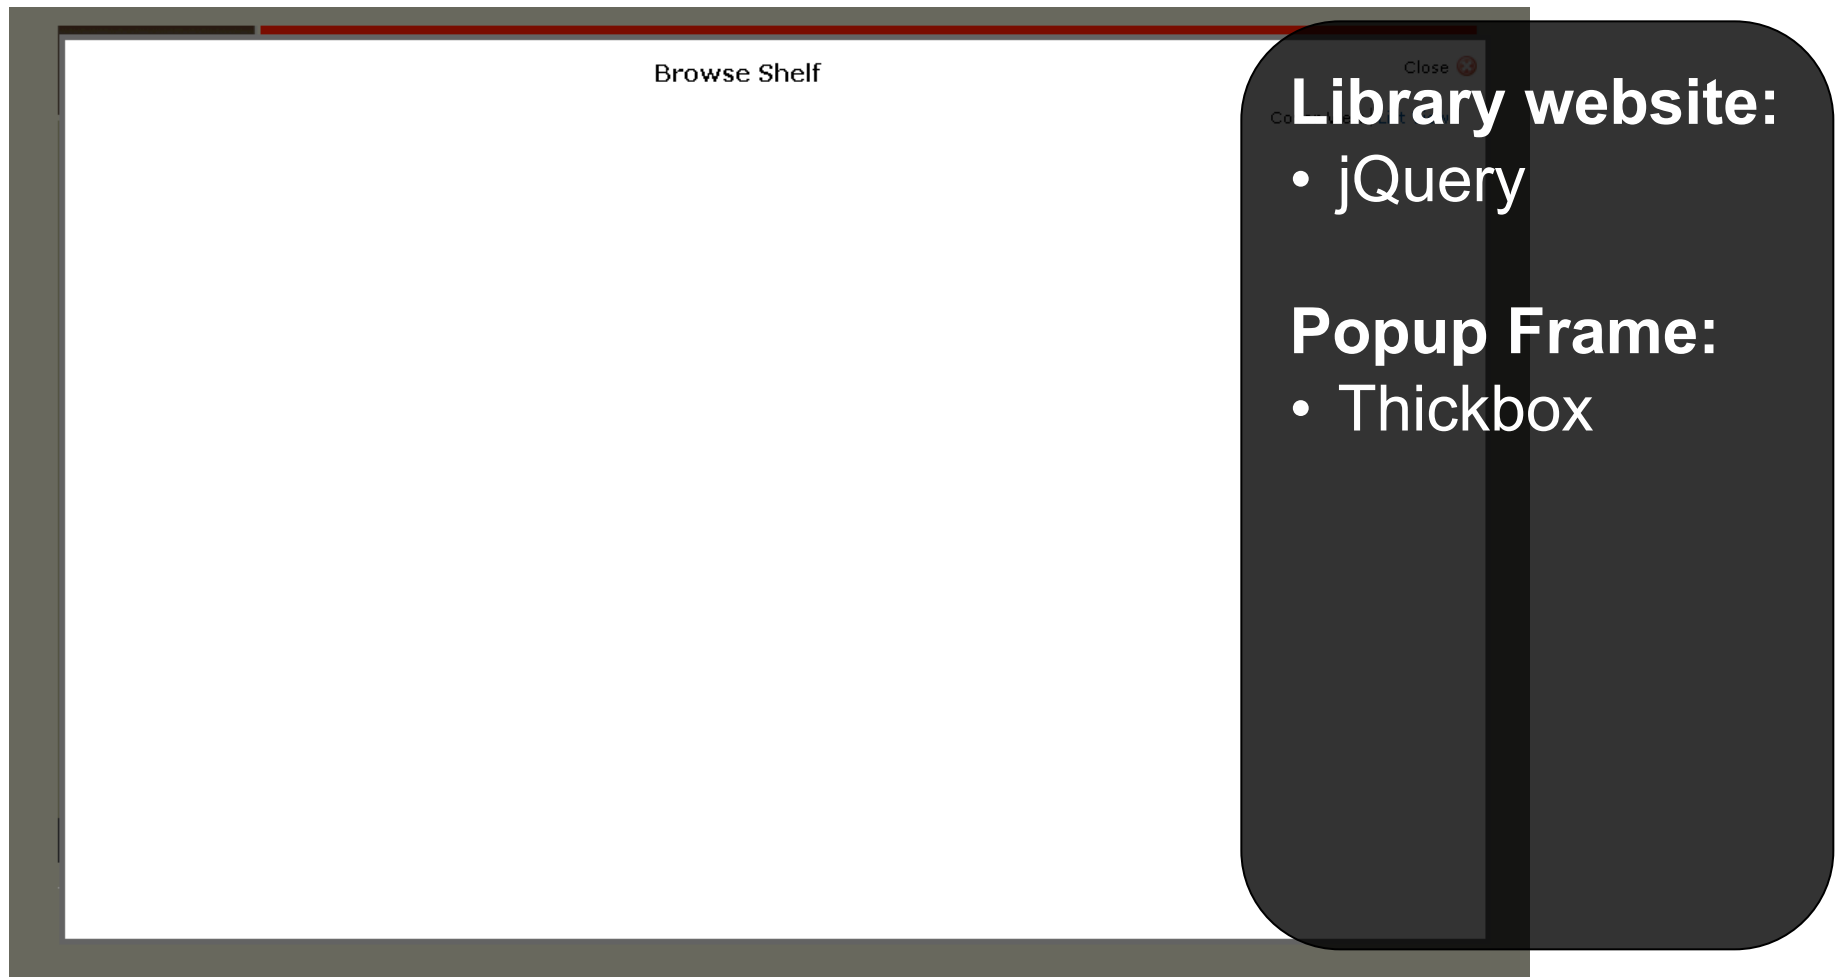 Browse Shelf
Close
Library website:
• jQuery
Popup Frame:
• Thickbox